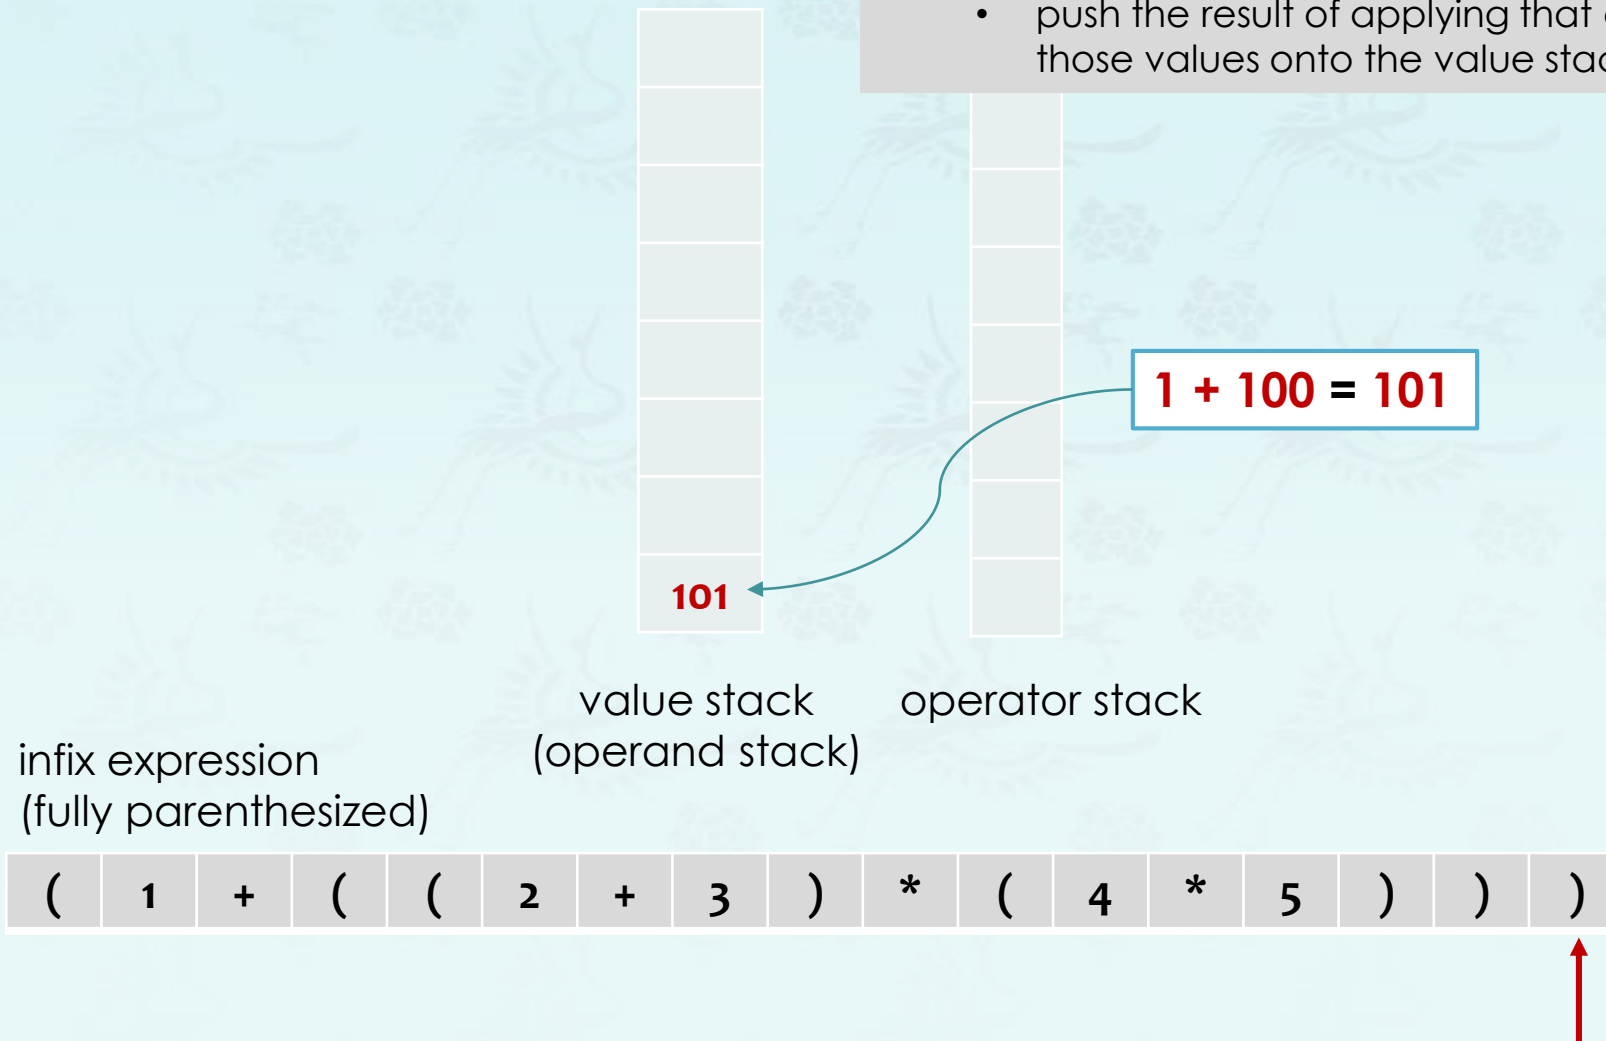 • push the result of applying that
those values onto the value
1 + 100 = 101
101
value stack
(operand stack)
operator stack
infix expression
(fully parenthesized)
( 1 + ( ( 2 + 3 ) * ( 4 * 5 ) ) )